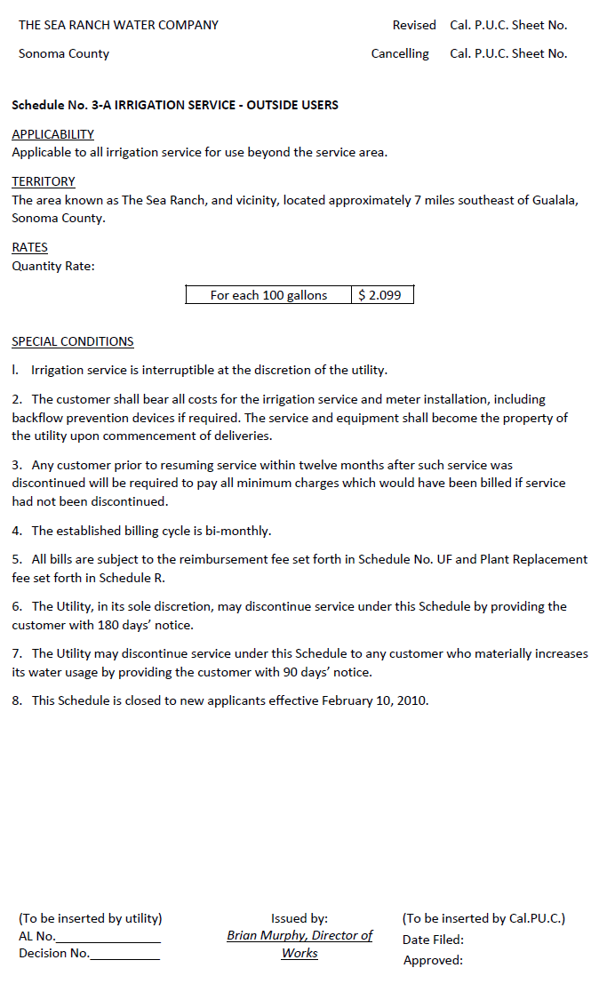 THE SEA RANCH WATER COMPANY Revised Cal. P.U.C. Sheet No.
Sonoma County Cancelling Cal. P.U.C. Sheet No.
Schedule No. 3-A IRRIGATION SERVICE - OUTSIDE USERS
APPLICABILITY
Applicable to all irrigation service for use beyond the service area.
TERRITORY
The area known as The Sea Ranch, and vicinity, located approximately 7 miles southeast of Gualala,
Sonoma County.
RATES
Quantity Rate:
For each 100 gallons $ 2.099
SPECIAL CONDITIONS
l. Irrigation service is interruptible at the discretion of the utility.
2. The customer shall bear all costs for the irrigation service and meter installation, including
backflow prevention devices if required. The service and equipment shall become the property of
the utility upon commencement of deliveries.
3. Any customer prior to resuming service within twelve months after such service was
discontinued will be required to pay all minimum charges which would have been billed if service
had not been discontinued.
4. The established billing cycle is bi-monthly.
5. All bills are subject to the reimbursement fee set forth in Schedule No. UF and Plant Replacement
fee set forth in Schedule R.
6. The Utility, in its sole discretion, may discontinue service under this Schedule by providing the
customer with 180 days’ notice.
7. The Utility may discontinue service under this Schedule to any customer who materially increases
its water usage by providing the customer with 90 days’ notice.
8. This Schedule is closed to new applicants effective February 10, 2010.
(To be inserted by utility) Issued by: (To be inserted by Cal.PU.C.)
AL No.________________ Brian Murphy, Director of Date Filed:
Decision No.___________ Works Approved: